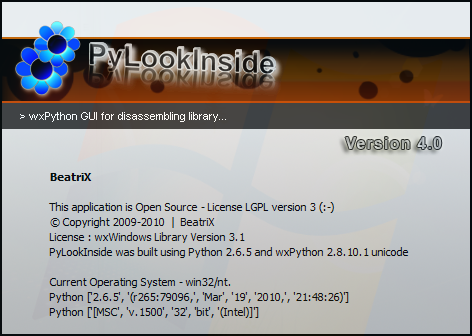 PyLookInside
> wxPython GUI for disassembling library...
Version 4.0
BeatriX
This application is Open Source - License LGPL version 3 (:-)
© Copyright 2009-2010 | BeatriX
License : wxWindows Library Version 3.1
PyLookInside was built using Python 2.6.5 and wxPython 2.8.10.1 unicode
Current Operating System - win32/nt.
Python ['2.6.5', '(r265:79096,', 'Mar', '19', '2010,', '21:48:26)']
Python ['[MSC', 'v.1500', '32', 'bit', '(Intel)]']